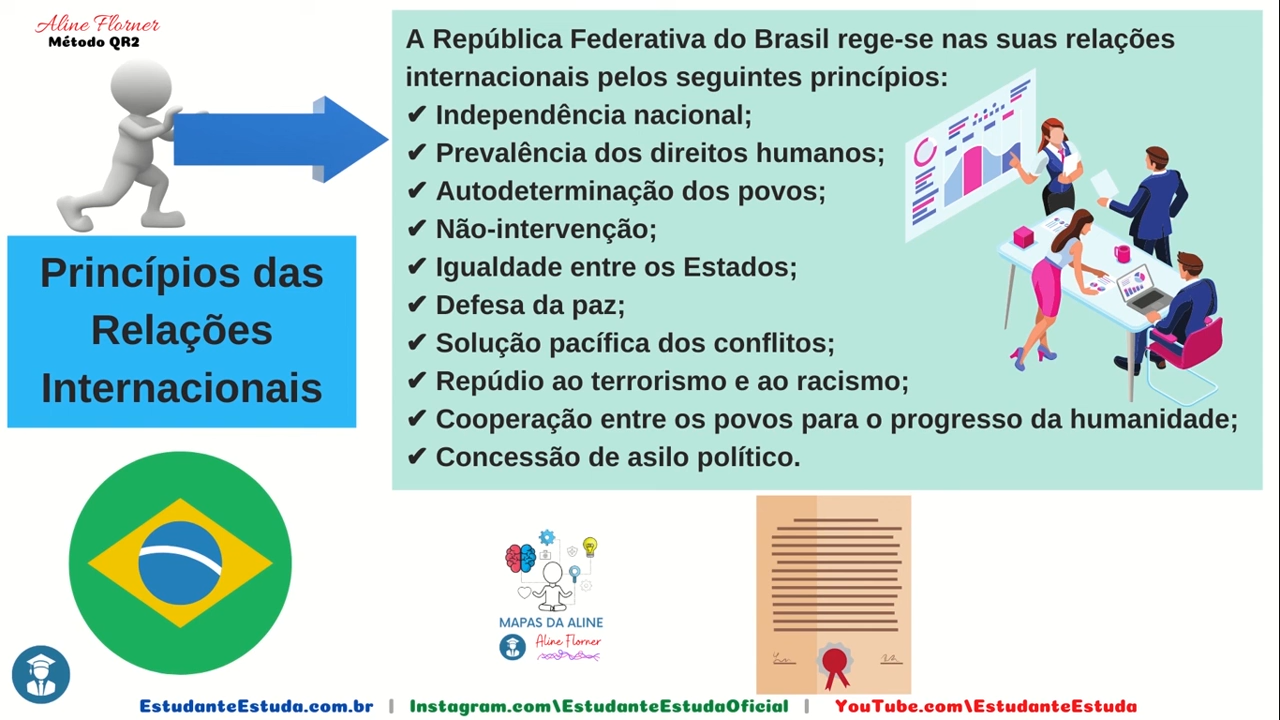 Aline Florner
Método QR2
A República Federativa do Brasil rege-se nas suas relações
internacionais pelos seguintes princípios:
✔ Independência nacional;
✔ Prevalência dos direitos humanos;
✔ Autodeterminação dos povos;
✔ Não-intervenção;
✔ Igualdade entre os Estados;
✔ Defesa da paz;
✔ Solução pacífica dos conflitos;
✔ Repúdio ao terrorismo e ao racismo;
✔ Cooperação entre os povos para o progresso da humanidade;
✔ Concessão de asilo político.
Princípios das
Relações
Internacionais
MAPAS DA ALINE
Aline Florner
EstudanteEstuda.com.br | Instagram.com\EstudanteEstudaOficial | YouTube.com\EstudanteEstuda